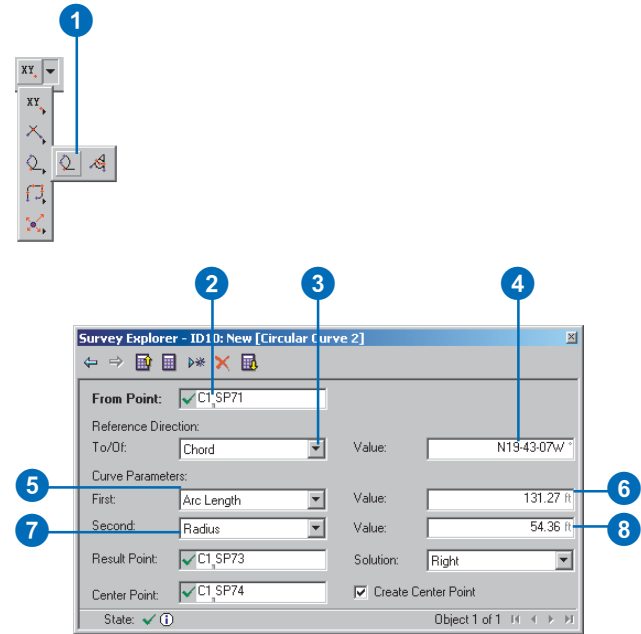 1
XY
XY
2
3
4
Survey Explorer - ID10: New [Circular Curve 2]
From Point: C1_SP71
Reference Direction:
To/Of: Chord Value: N19-43-07W °
Curve Parameters:
5
First: Arc Length Value: 131.27 ft
6
7
Second: Radius Value: 54.36 ft
8
Result Point: C1_SP73 Solution: Right
Center Point: C1_SP74 Create Center Point
State: Object 1 of 1